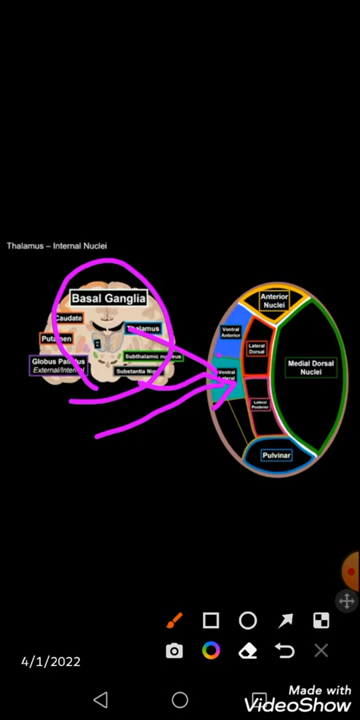 Thalamus – Internal Nuclei
Basal Ganglia
Caudate
Thalamus
Putamen
Globus Pallidus
External/Internal
Subthalamic nucleus
Substantia
Anterior
Nuclei
Ventral
Anterior
Lateral
Dorsal
Medial Dorsal
Nuclei
Ventral
Lateral
Lateral
Posterior
Pulvinar
4/1/2022
Made with
VideoShow